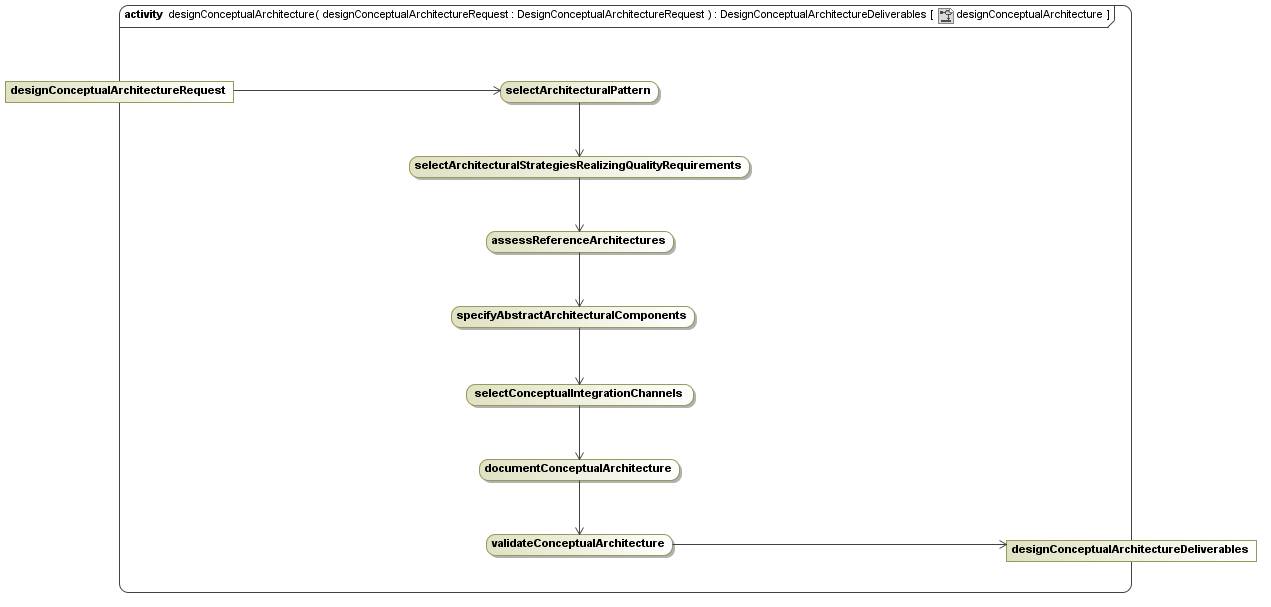 activity designConceptualArchitecture( designConceptualArchitectureRequest : DesignConceptualArchitectureRequest ) : DesignConceptualArchitectureDeliverables [ designConceptualArchitecture ]
designConceptualArchitectureRequest
selectArchitecturalPattern
selectArchitecturalStrategiesRealizingQualityRequirements
assessReferenceArchitectures
specifyAbstractArchitecturalComponents
selectConceptualIntegrationChannels
documentConceptualArchitecture
validateConceptualArchitecture
designConceptualArchitectureDeliverables